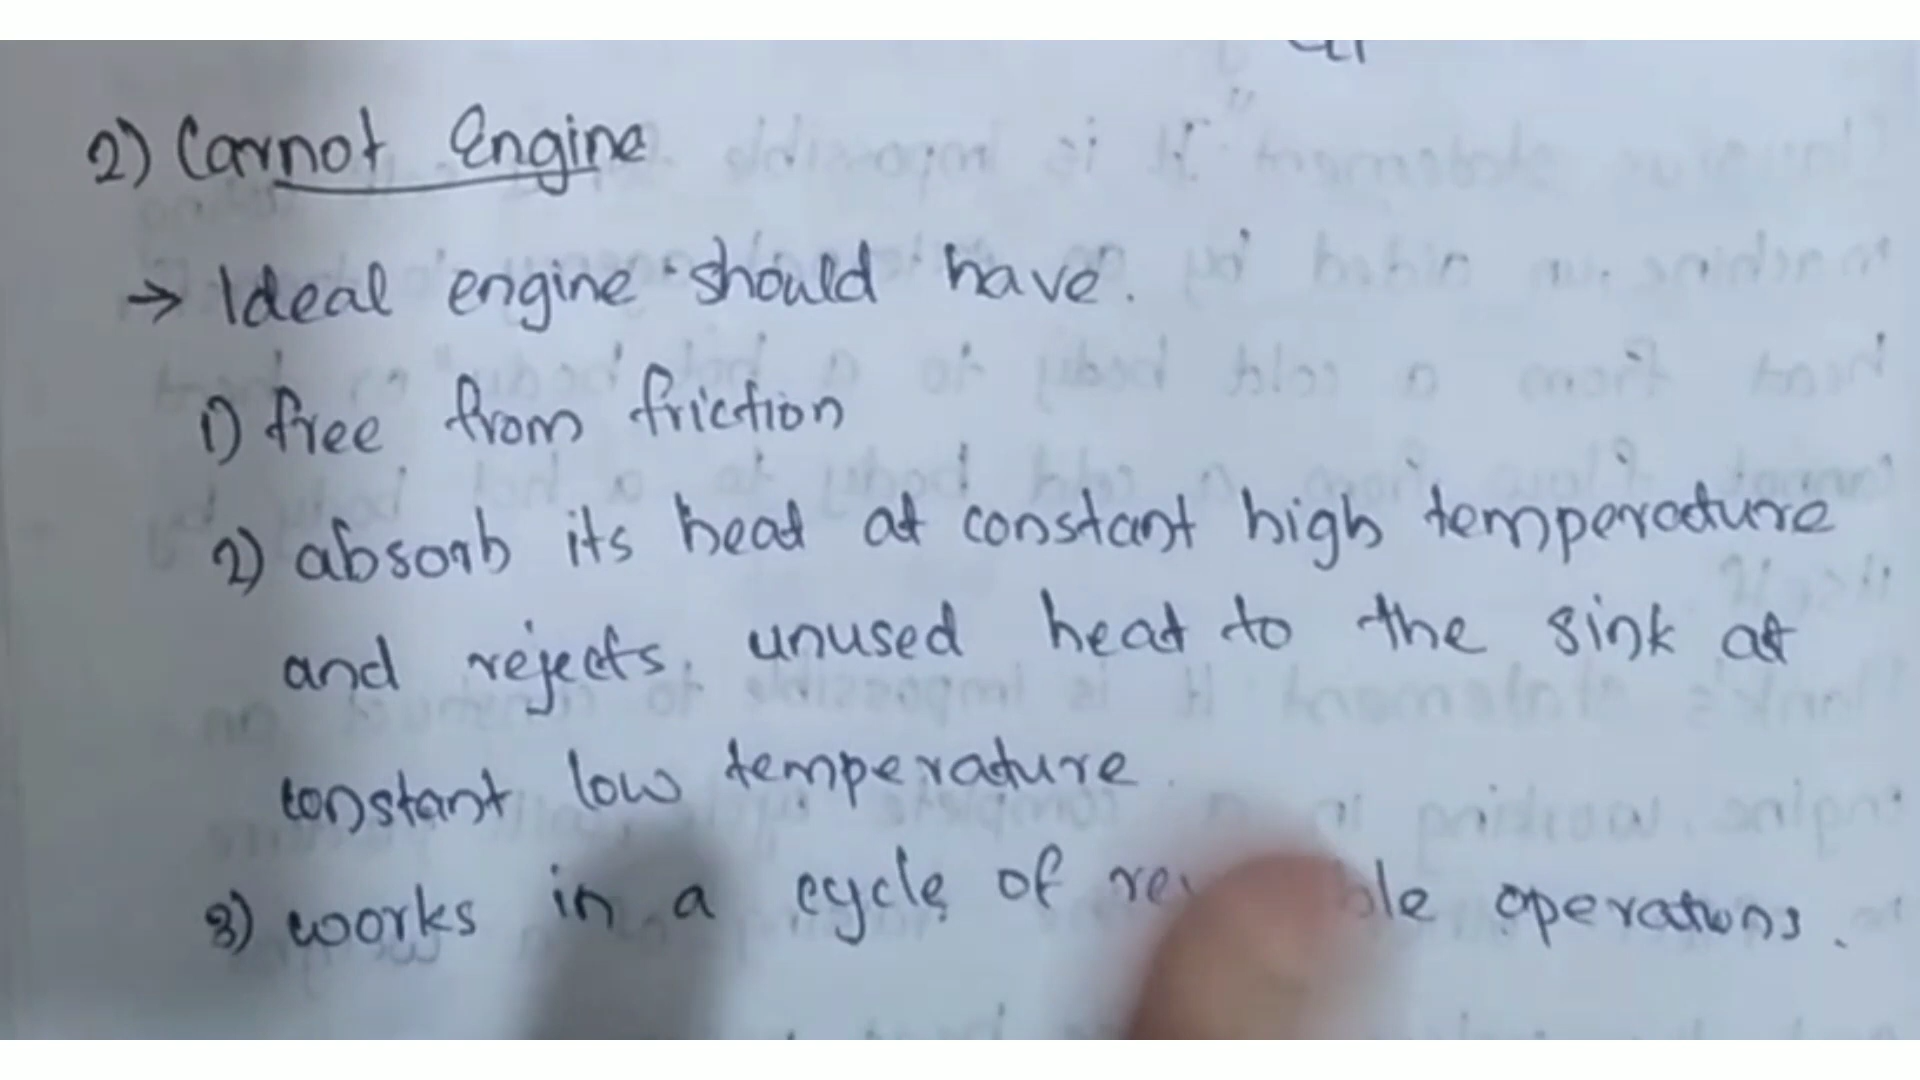 2) Carnot Engine
→ Ideal engine should have.
1) free from friction
2) absorb its heat at constant high temperature
and rejects unused heat to the sink at
constant low temperature.
3) works in a cycle of operations.